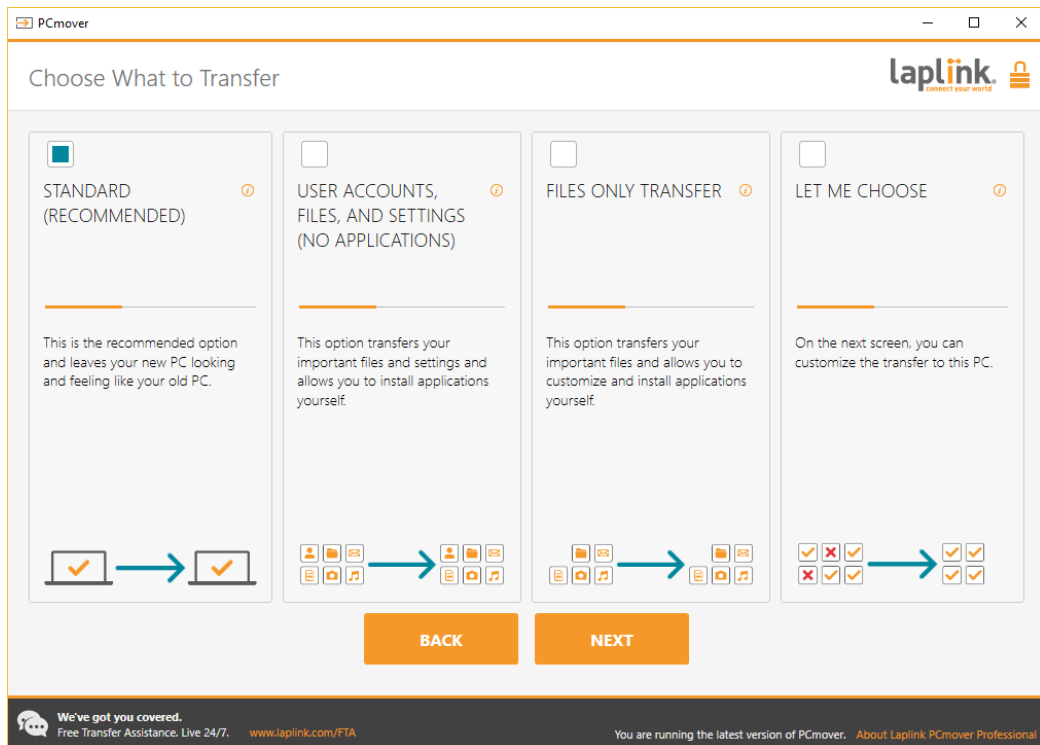 PCmover
Choose What to Transfer
laplink.
connect your world
STANDARD
(RECOMMENDED)
This is the recommended option
and leaves your new PC looking
and feeling like your old PC.
USER ACCOUNTS,
FILES, AND SETTINGS
(NO APPLICATIONS)
This option transfers your
important files and settings and
allows you to install applications
yourself.
FILES ONLY TRANSFER
This option transfers your
important files and allows you to
customize and install applications
yourself.
LET ME CHOOSE
On the next screen, you can
customize the transfer to this PC.
BACK
NEXT
We've got you covered.
Free Transfer Assistance. Live 24/7. www.laplink.com/FTA
You are running the latest version of PCmover. About Laplink PCmover Professional